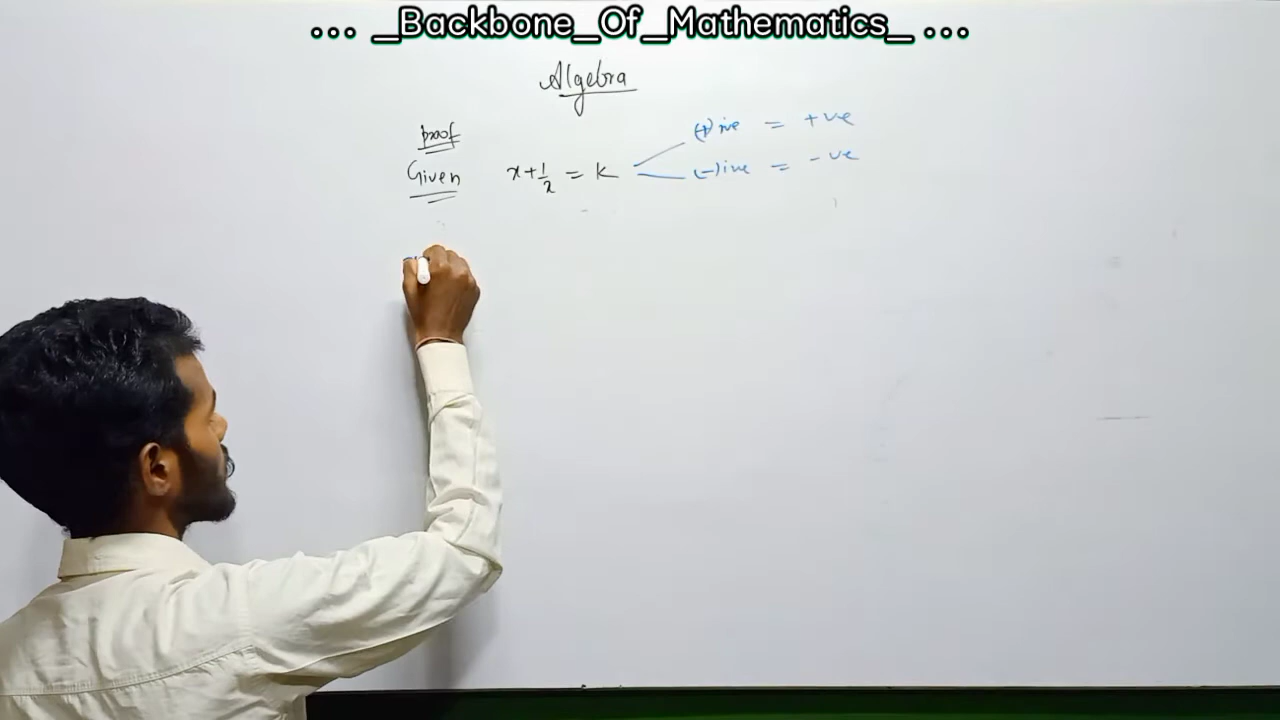 ... _Backbone_Of_Mathematics_ ...
Algebra
proof
Given x+1/x = K
(+)ive = +ve
(-)ive = -ve